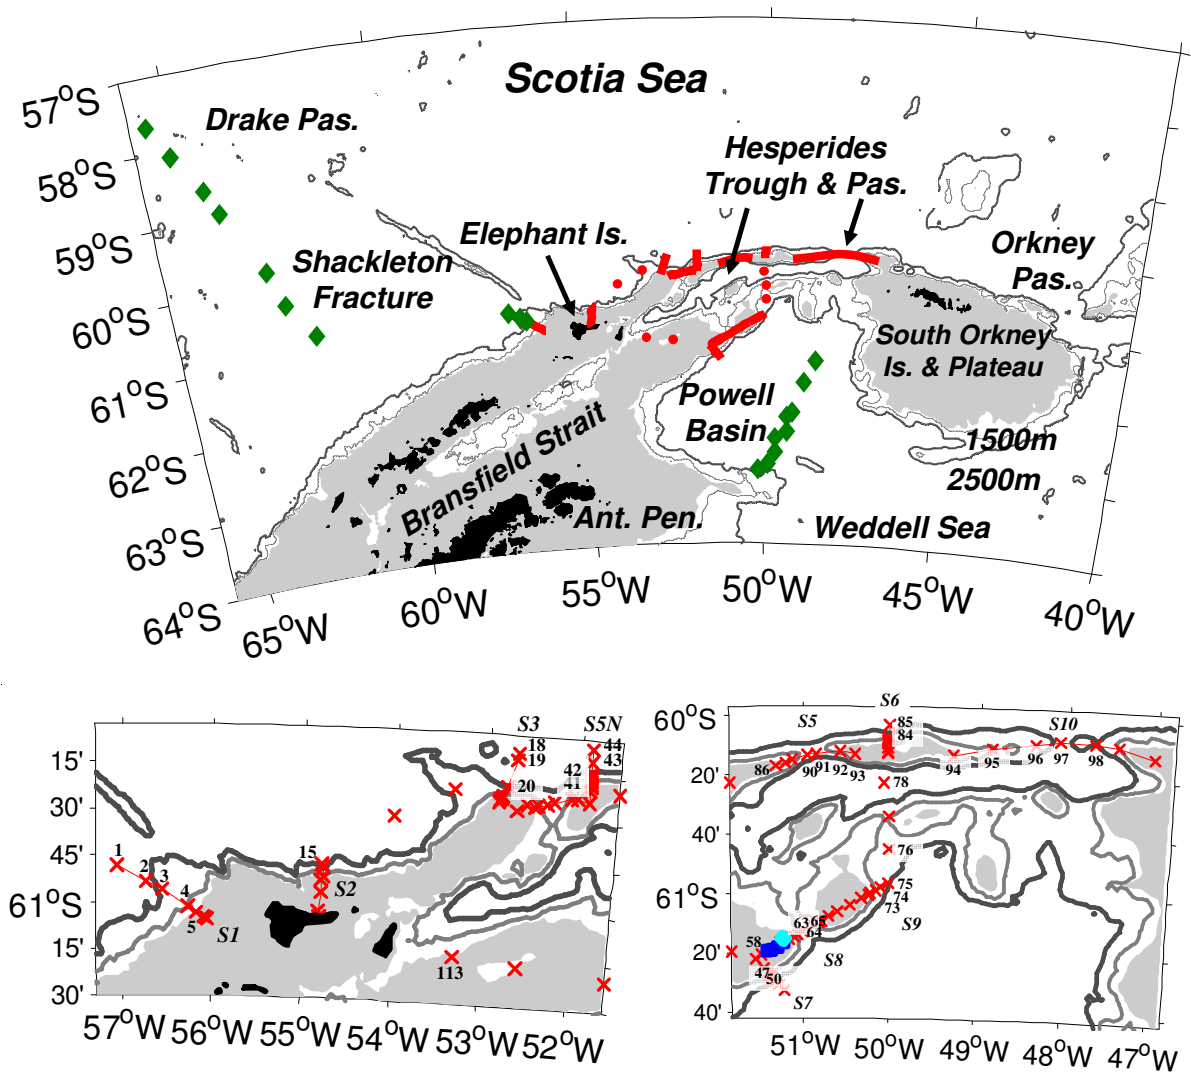 Scotia Sea
57°S
Drake Pas.
Hesperides
Trough & Pas.
58°S
Elephant Is.
59°S
Orkney
Pas.
Shackleton
Fracture
60°S
South Orkney
Is. & Plateau
61°S
Powell
Basin
Bransfield Strait
1500m
62°S
2500m
Ant. Pen.
Weddell Sea
63°S
64°S
65°W
60°W
55°W
50°W
45°W
40°W
S3
S5N
18
19
44
43
42
41
20
15'
30'
45'
1
2
3
4
5
15
S2
S1
61°S
15'
113
30'
57°W
56°W
55°W
54°W
53°W
52°W
S6
S5
85
84
S10
60°S
86
90
91
92
93
94
95
96
97
98
20'
78
40'
76
75
74
73
61°S
S9
63
65
64
58
S8
20'
47
50
S7
40'
51°W
50°W
49°W
48°W
47°W